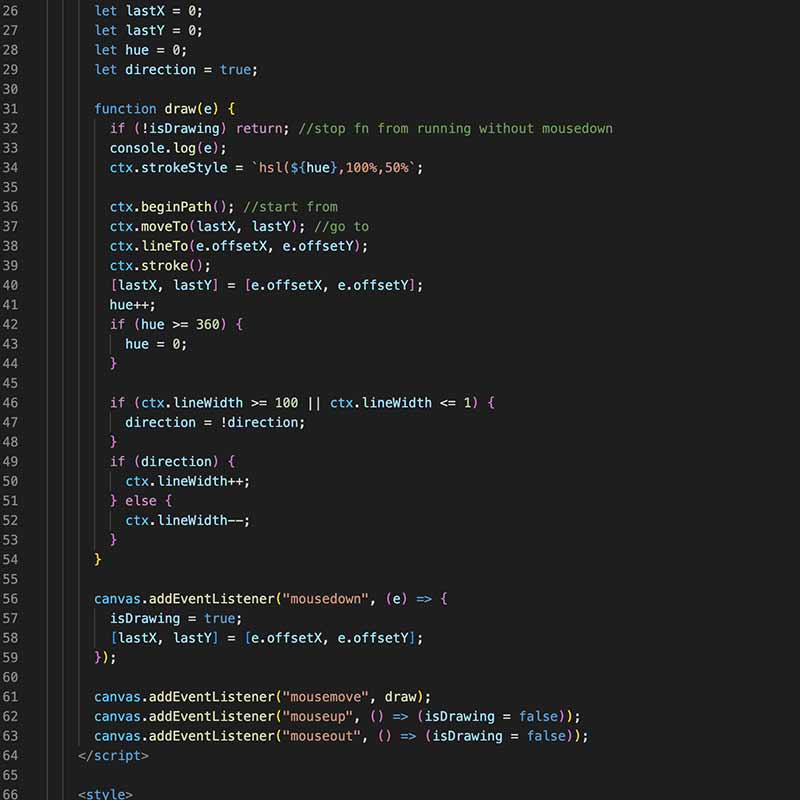 26 let lastX = 0;
27 let lastY = 0;
28 let hue = 0;
29 let direction = true;
30
31 function draw(e) {
32 if (!isDrawing) return; //stop fn from running without mousedown
33 console.log(e);
34 ctx.strokeStyle = `hsl(${hue},100%,50%`;
35
36 ctx.beginPath(); //start from
37 ctx.moveTo(lastX, lastY); //go to
38 ctx.lineTo(e.offsetX, e.offsetY);
39 ctx.stroke();
40 [lastX, lastY] = [e.offsetX, e.offsetY];
41 hue++;
42 if (hue >= 360) {
43 hue = 0;
44 }
45
46 if (ctx.lineWidth >= 100 || ctx.lineWidth <= 1) {
47 direction = !direction;
48 }
49 if (direction) {
50 ctx.lineWidth++;
51 } else {
52 ctx.lineWidth--;
53 }
54 }
55
56 canvas.addEventListener("mousedown", (e) => {
57 isDrawing = true;
58 [lastX, lastY] = [e.offsetX, e.offsetY];
59 });
60
61 canvas.addEventListener("mousemove", draw);
62 canvas.addEventListener("mouseup", () => (isDrawing = false));
63 canvas.addEventListener("mouseout", () => (isDrawing = false));
64 </script>
65
66 <style>